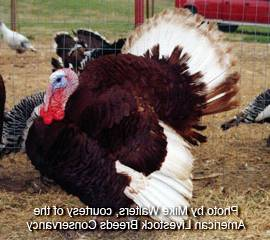 Photo by Mike Walters, courtesy of the
American Livestock Breeds Conservancy